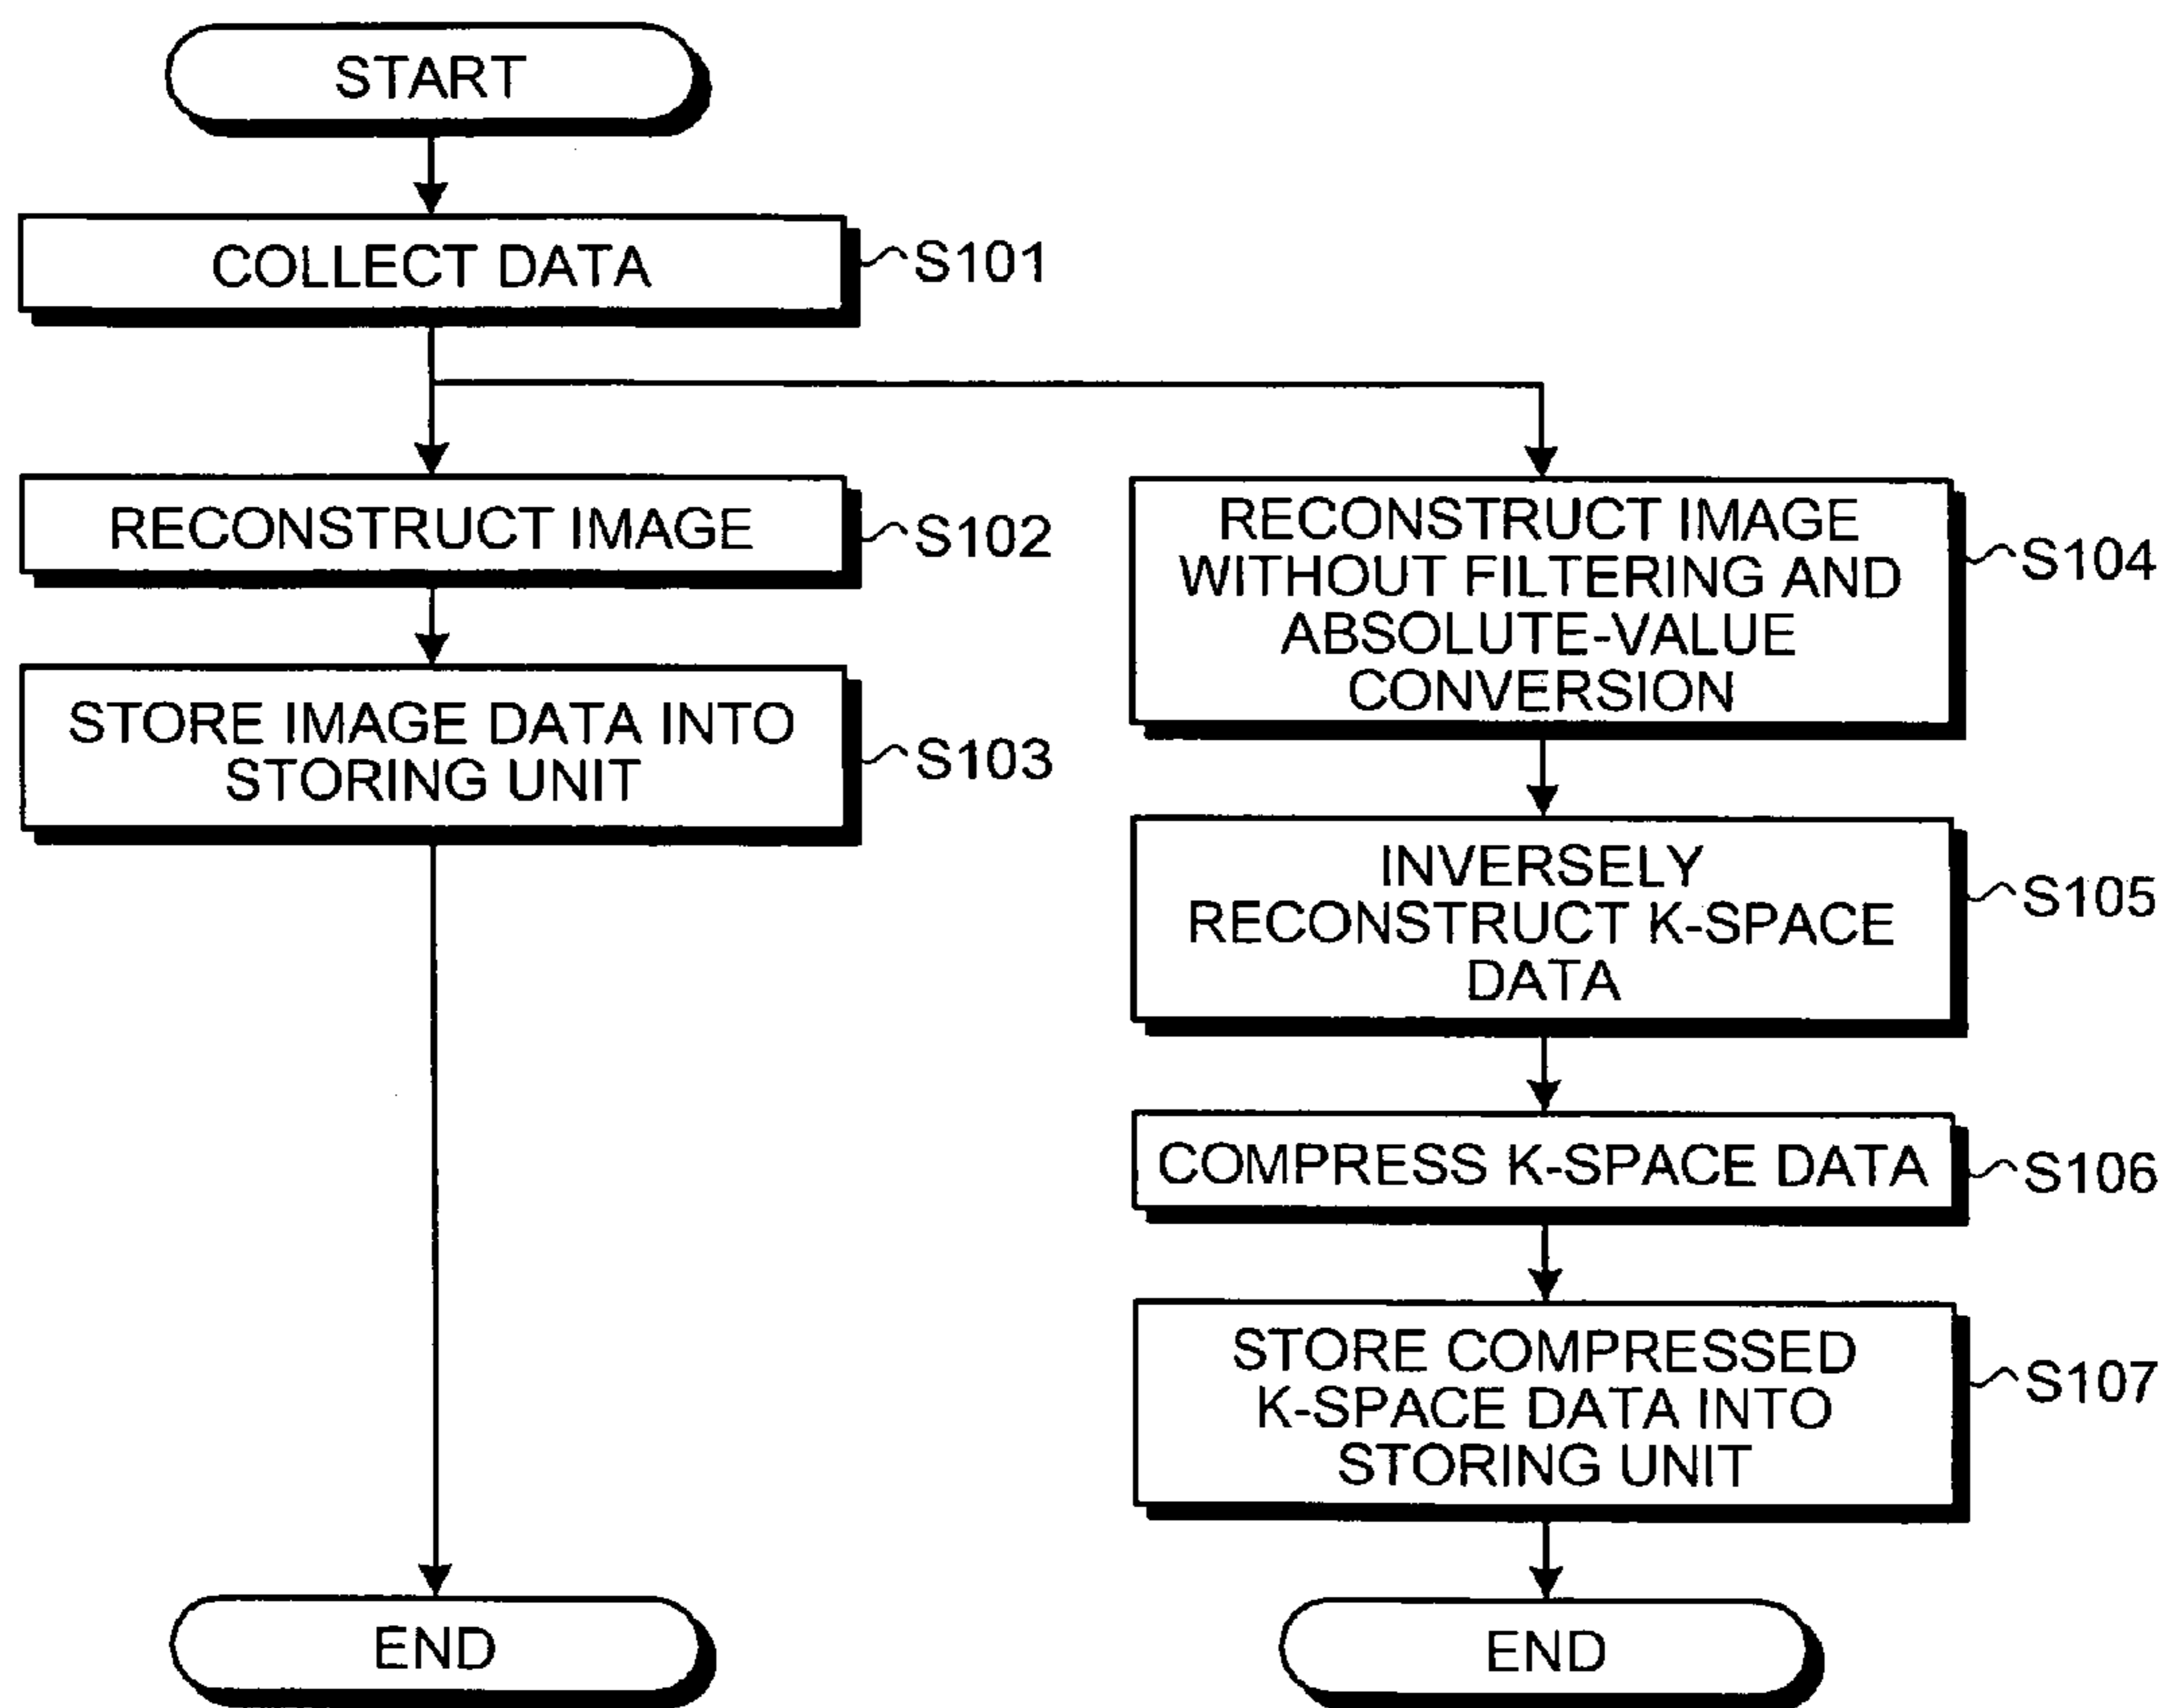 START
COLLECT DATA
S101
RECONSTRUCT IMAGE
S102
STORE IMAGE DATA INTO
STORING UNIT
S103
END
RECONSTRUCT IMAGE
WITHOUT FILTERING AND
ABSOLUTE-VALUE
CONVERSION
S104
INVERSELY
RECONSTRUCT K-SPACE
DATA
S105
COMPRESS K-SPACE DATA
S106
STORE COMPRESSED
K-SPACE DATA INTO
STORING UNIT
S107
END